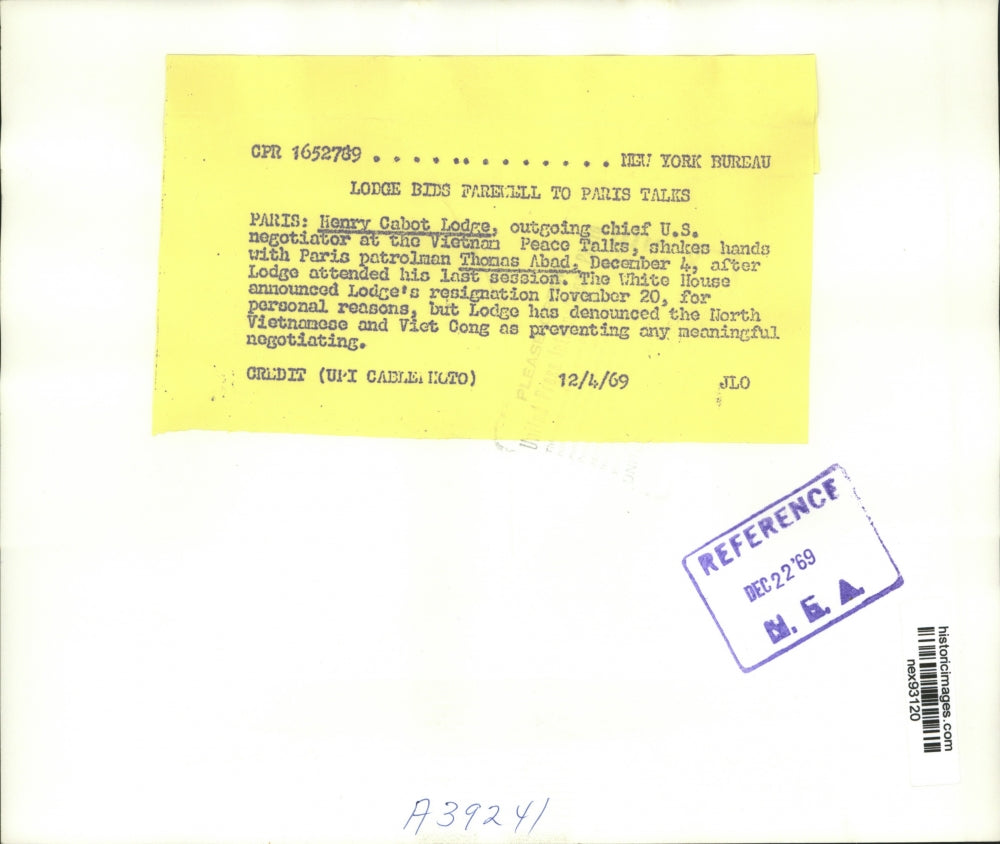 CPR 1652789 . . . . . .. . . . . . . . NEW YORK BUREAU
LODGE BIDS FAREWELL TO PARIS TALKS
PARIS: Henry Cabot Lodge, outgoing chief U.S.
negotiator at the Vietnam Peace Talks, shakes hands
with Paris patrolman Thomas Abad, December 4, after
Lodge attended his last session. The White House
announced Lodge's resignation November 20, for
personal reasons, but Lodge has denounced the North
Vietnamese and Viet Cong as preventing any meaningful
negotiating.
CREDIT (UPI CABLEPHOTO) 12/4/69 JLO
PLEASE
United Press
REFERENCE
DEC 22 '69
N. E. A.
historicimages.com
nex93120
A39241